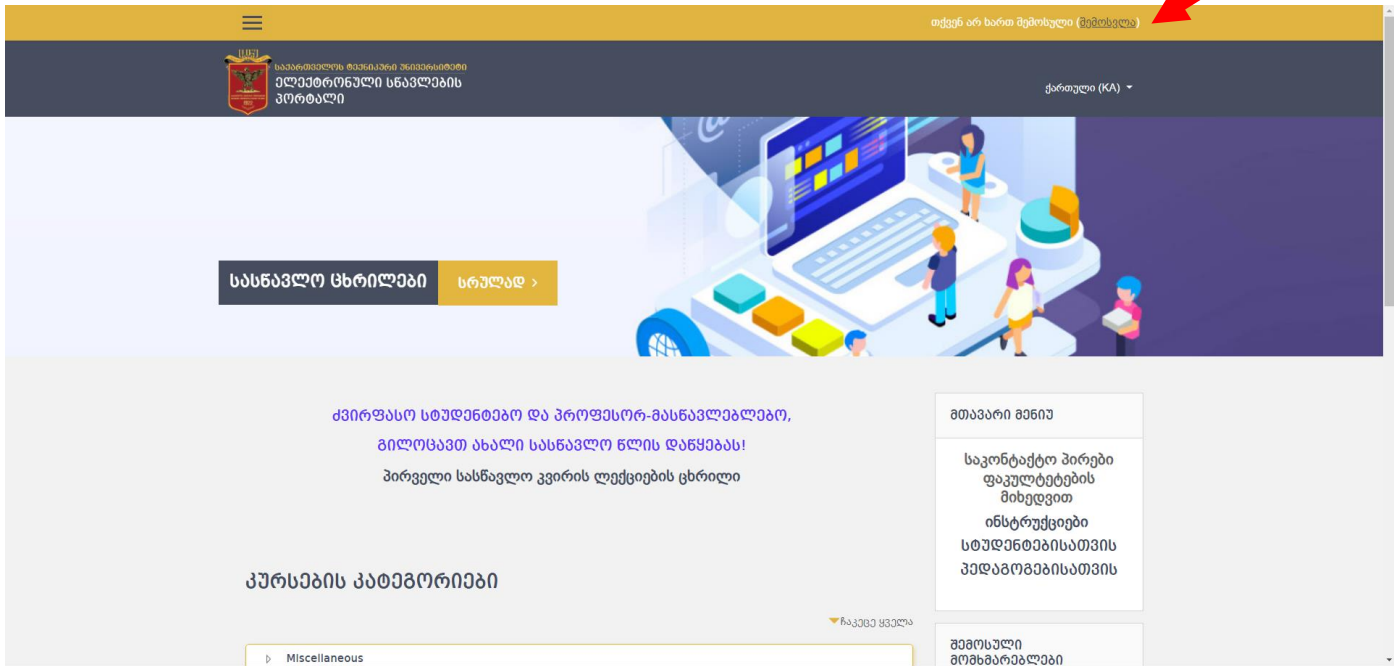 თქვენ არ ხართ შემოსული (შემოსვლა)
საქართველოს ტექნიკური უნივერსიტეტი
ელექტრონული სწავლების
პორტალი
ქართული (KA)
სასწავლო ცხრილები
სრულად >
ძვირფასო სტუდენტებო და პროფესორ-მასწავლებლებო,
გილოცავთ ახალი სასწავლო წლის დაწყებას!
პირველი სასწავლო კვირის ლექციების ცხრილი
კურსების კატეგორიები
ჩაკეცე ყველა
Miscellaneous
მთავარი მენიუ
საკონტაქტო პირები
ფაკულტეტების
მიხედვით
ინსტრუქციები
სტუდენტებისათვის
პედაგოგებისათვის
შემოსული
მომხმარებლები